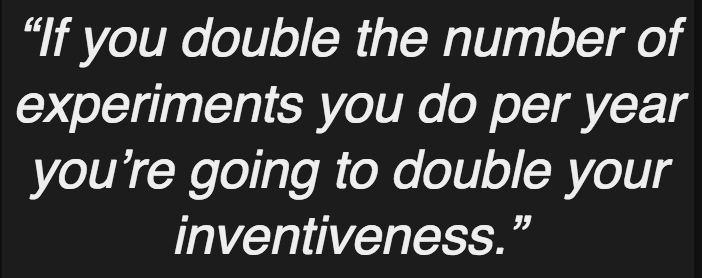 “If you double the number of
experiments you do per year
you’re going to double your
inventiveness.”